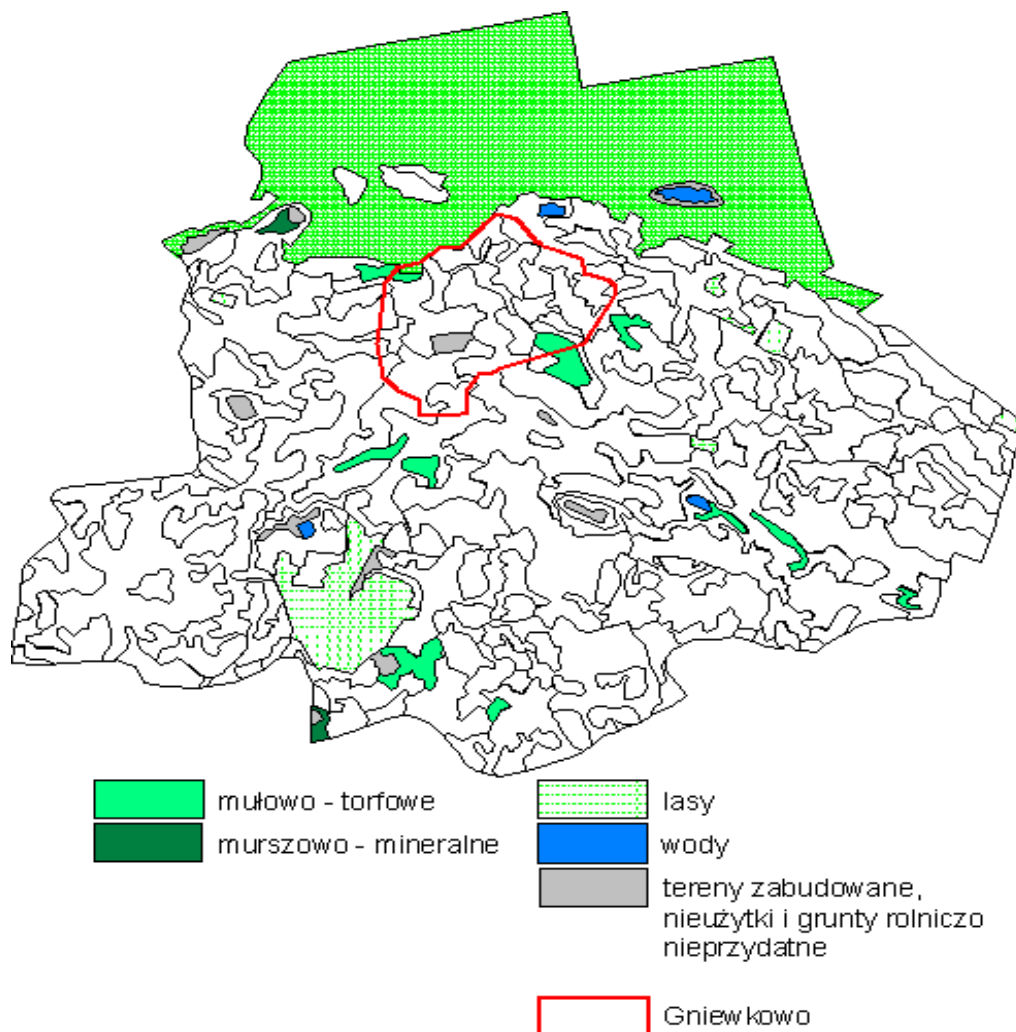 mułowo - torfowe
murszowo - mineralne
lasy
wody
tereny zabudowane,
nieużytki i grunty rolniczo
nieprzydatne
Gniewkowo